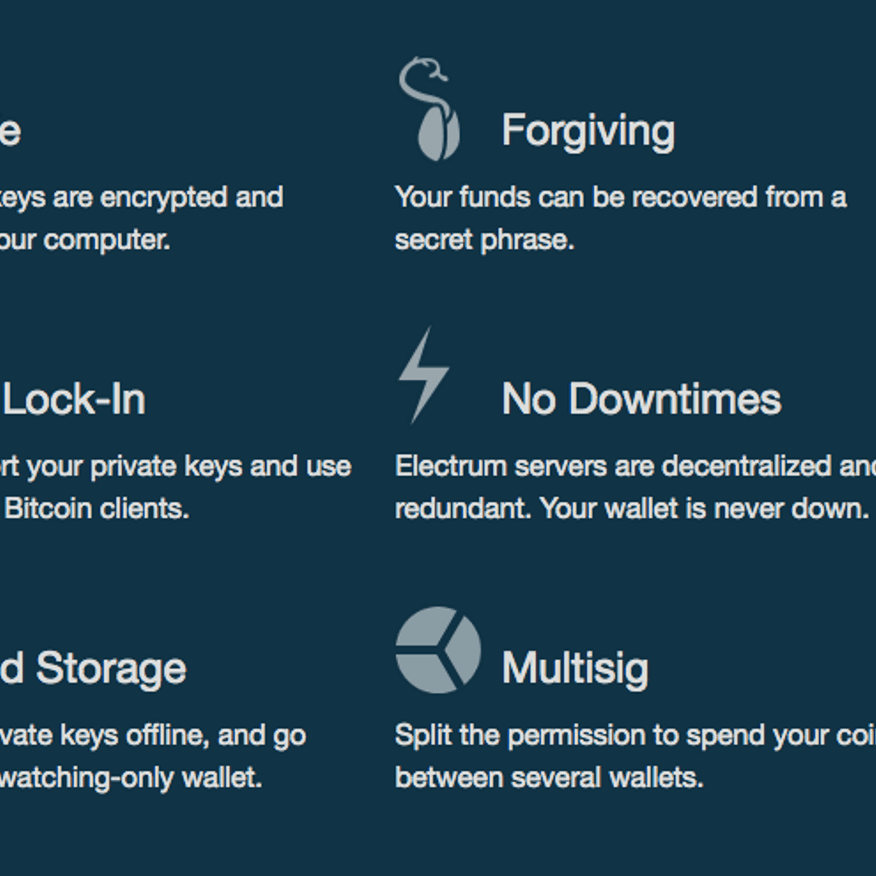 e
keys are encrypted and
our computer.
Forgiving
Your funds can be recovered from a
secret phrase.
Lock-In
rt your private keys and use
Bitcoin clients.
No Downtimes
Electrum servers are decentralized and
redundant. Your wallet is never down.
d Storage
vate keys offline, and go
watching-only wallet.
Multisig
Split the permission to spend your coi
between several wallets.